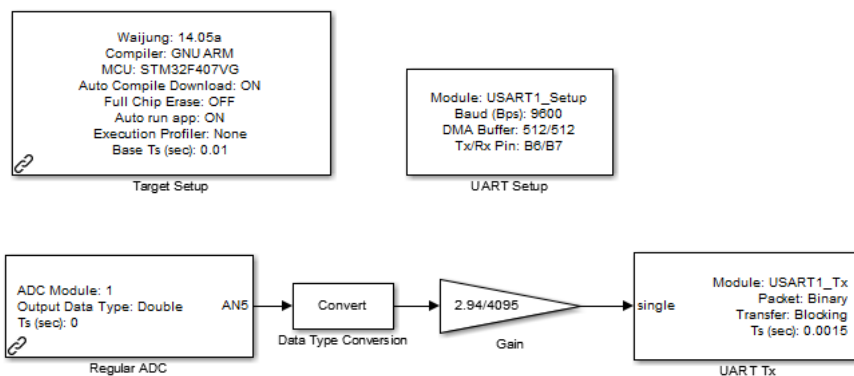 Waijung: 14.05a
Compiler: GNU ARM
MCU: STM32F407VG
Auto Compile Download: ON
Full Chip Erase: OFF
Auto run app: ON
Execution Profiler: None
Base Ts (sec): 0.01
Target Setup
Module: USART1_Setup
Baud (Bps): 9600
DMA Buffer: 512/512
Tx/Rx Pin: B6/B7
UART Setup
ADC Module: 1
Output Data Type: Double
Ts (sec): 0
AN5
Regular ADC
Convert
Data Type Conversion
2.94/4095
Gain
single
Module: USART1_Tx
Packet: Binary
Transfer: Blocking
Ts (sec): 0.0015
UART Tx